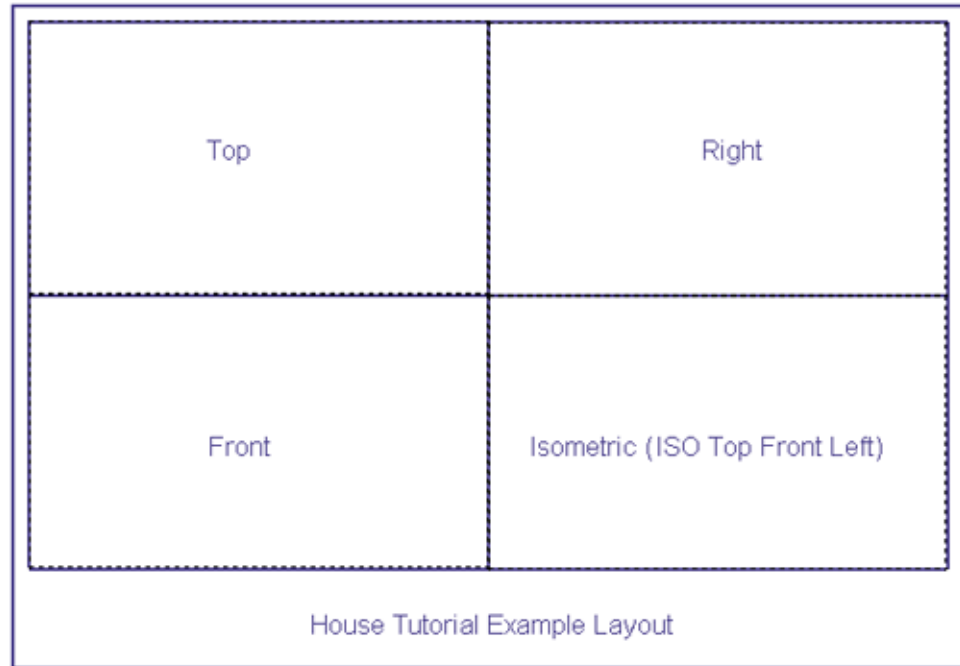 Top
Right
Front
Isometric (ISO Top Front Left)
House Tutorial Example Layout